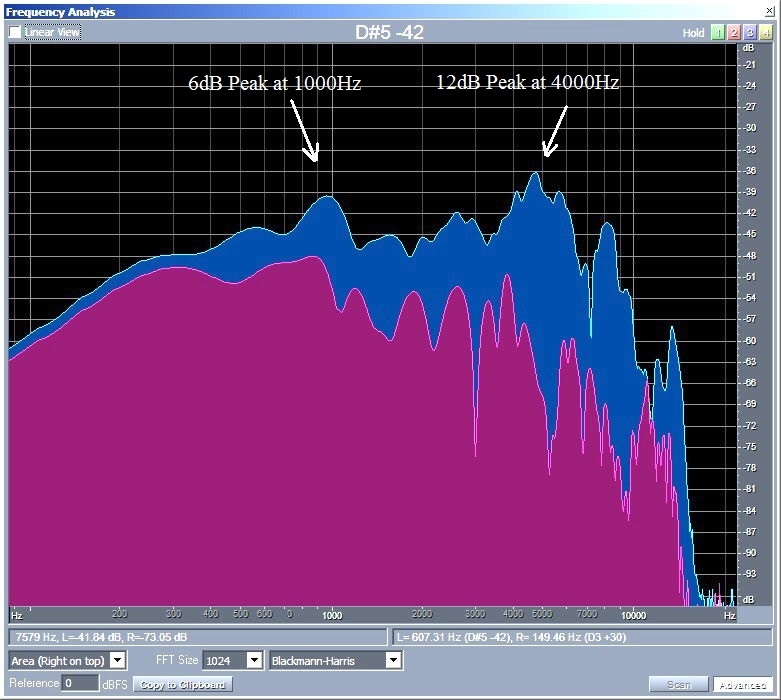 Frequency Analysis
Linear View
D#5 -42
Hold 1 2 3 4
dB
6dB Peak at 1000Hz
12dB Peak at 4000Hz
-21
-24
-27
-30
-33
-36
-39
-42
-45
-48
-51
-54
-57
-60
-63
-66
-69
-72
-75
-78
-81
-84
-87
-90
-93
dB
Hz 200 300 400 500 600 0 1000 2000 3000 4000 5000 7000 10000 Hz
7579 Hz, L=-41.84 dB, R=-73.05 dB
L= 607.31 Hz (D#5 -42), R= 149.46 Hz (D3 +30)
Area (Right on top) FFT Size 1024 Blackmann-Harris
Reference 0 dBFS Copy to Clipboard Scan Advanced